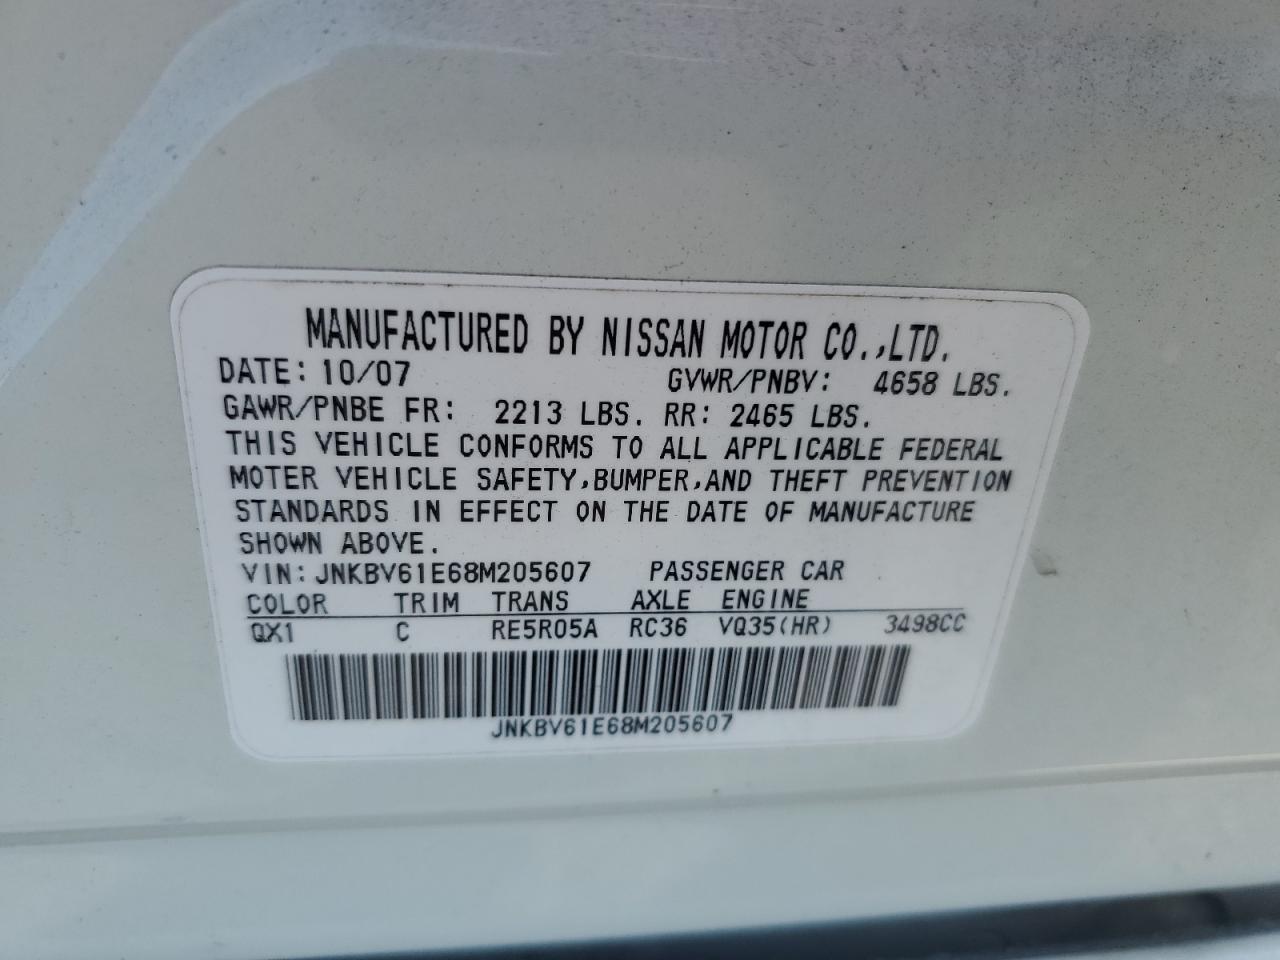 MANUFACTURED BY NISSAN MOTOR CO.,LTD.
DATE: 10/07 GVWR/PNBV: 4658 LBS.
GAWR/PNBE FR: 2213 LBS. RR: 2465 LBS.
THIS VEHICLE CONFORMS TO ALL APPLICABLE FEDERAL
MOTER VEHICLE SAFETY,BUMPER,AND THEFT PREVENTION
STANDARDS IN EFFECT ON THE DATE OF MANUFACTURE
SHOWN ABOVE.
VIN: JNKBV61E68M205607 PASSENGER CAR
COLOR TRIM TRANS AXLE ENGINE
QX1 C RE5R05A RC36 VQ35(HR) 3498CC
JNKBV61E68M205607